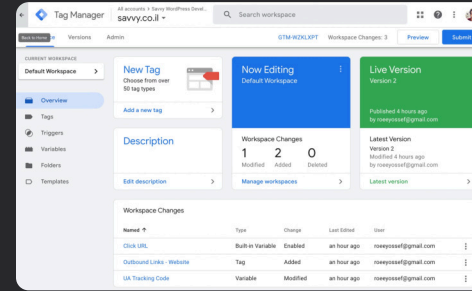 Tag Manager
All accounts > Savvy WordPress Devel...
savvy.co.il
Search workspace
Back to Home
Versions
Admin
GTM-WZKLXPT
Workspace Changes: 3
Preview
Submit
CURRENT WORKSPACE
Default Workspace
Overview
Tags
Triggers
Variables
Folders
Templates
New Tag
Choose from over
50 tag types
Add a new tag
Description
Edit description
Now Editing
Default Workspace
Workspace Changes
1 2 0
Modified Added Deleted
Manage workspaces
Live Version
Version 2
Published 4 hours ago
by roeeyossef@gmail.com
Latest Version
Version 2
Modified 4 hours ago
by roeeyossef@gmail.com
Latest version
Workspace Changes
Named ↑ Type Change Last Edited User
Click URL Built-in Variable Enabled an hour ago roeeyossef@gmail.com
Outbound Links - Website Tag Added an hour ago roeeyossef@gmail.com
UA Tracking Code Variable Modified an hour ago roeeyossef@gmail.com